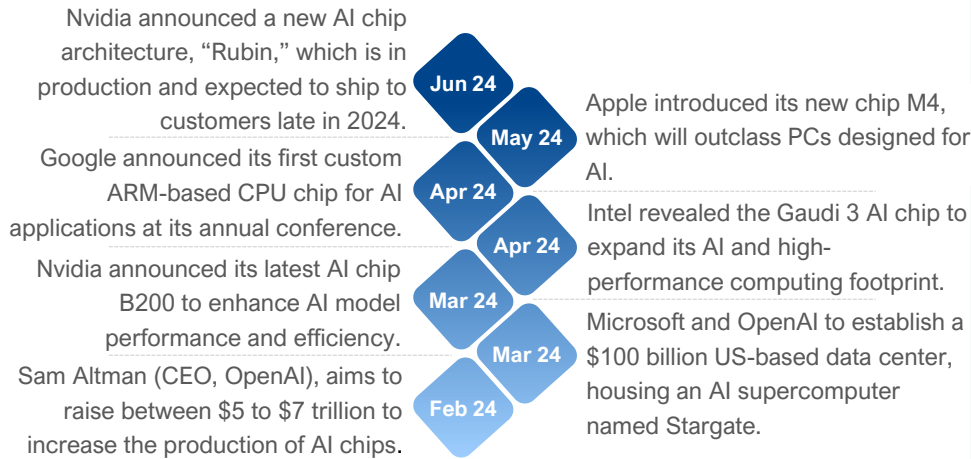 Nvidia announced a new AI chip
architecture, “Rubin,” which is in
production and expected to ship to
customers late in 2024.
Jun 24
Apple introduced its new chip M4,
which will outclass PCs designed for
AI.
May 24
Google announced its first custom
ARM-based CPU chip for AI
applications at its annual conference.
Apr 24
Intel revealed the Gaudi 3 AI chip to
expand its AI and high-
performance computing footprint.
Apr 24
Nvidia announced its latest AI chip
B200 to enhance AI model
performance and efficiency.
Mar 24
Microsoft and OpenAI to establish a
$100 billion US-based data center,
housing an AI supercomputer
named Stargate.
Mar 24
Sam Altman (CEO, OpenAI), aims to
raise between $5 to $7 trillion to
increase the production of AI chips.
Feb 24